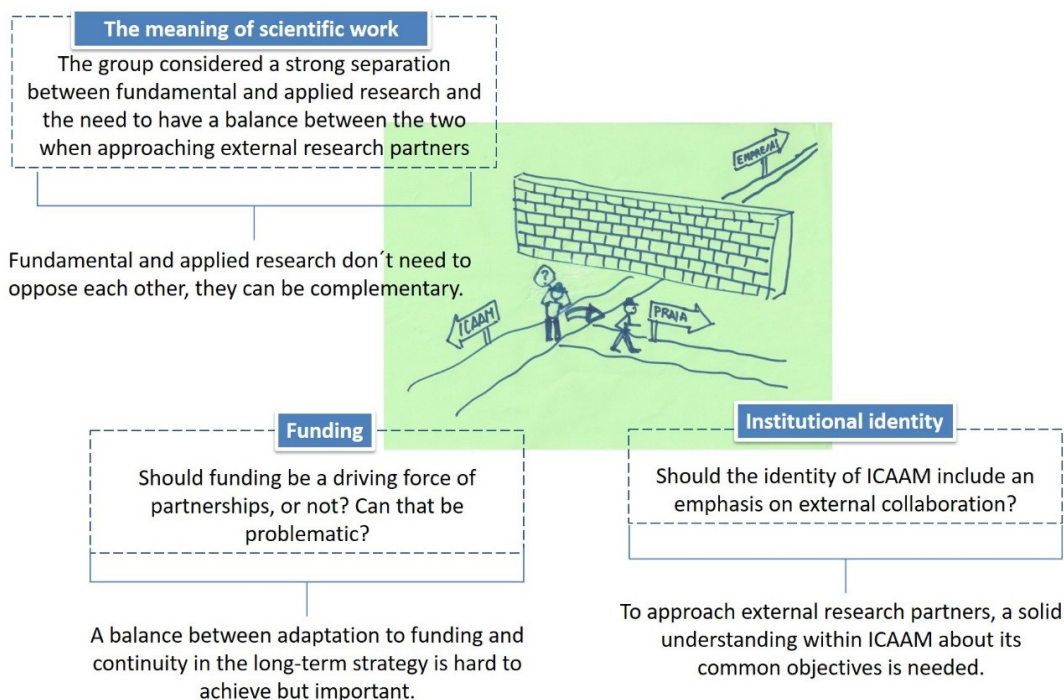 The meaning of scientific work
The group considered a strong separation
between fundamental and applied research and
the need to have a balance between the two
when approaching external research partners
Fundamental and applied research don´t need to
oppose each other, they can be complementary.
EMPRESAS
?
ICAAM
PRAIA
Funding
Should funding be a driving force of
partnerships, or not? Can that be
problematic?
A balance between adaptation to funding and
continuity in the long-term strategy is hard to
achieve but important.
Institutional identity
Should the identity of ICAAM include an
emphasis on external collaboration?
To approach external research partners, a solid
understanding within ICAAM about its
common objectives is needed.